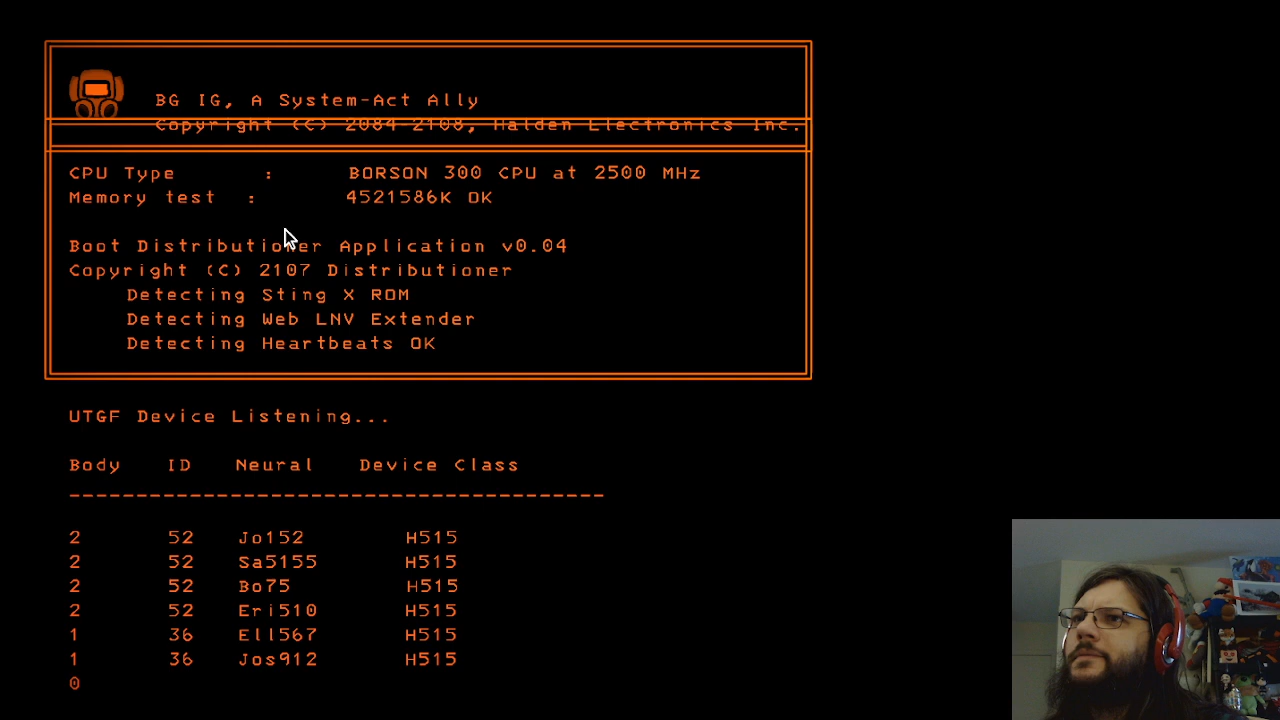 BG IG, A System-Act Ally
Copyright (C) 2084-2108, Halden Electronics Inc.
CPU Type : BORSON 300 CPU at 2500 MHz
Memory test : 4521586K OK
Boot Distributioner Application v0.04
Copyright (C) 2107 Distributioner
Detecting Sting X ROM
Detecting Web LNV Extender
Detecting Heartbeats OK
UTGF Device Listening...
Body ID Neural Device Class
----------------------------------------
2 52 Jo152 H515
2 52 Sa5155 H515
2 52 Bo75 H515
2 52 Eri510 H515
1 36 Ell567 H515
1 36 Jos912 H515
0